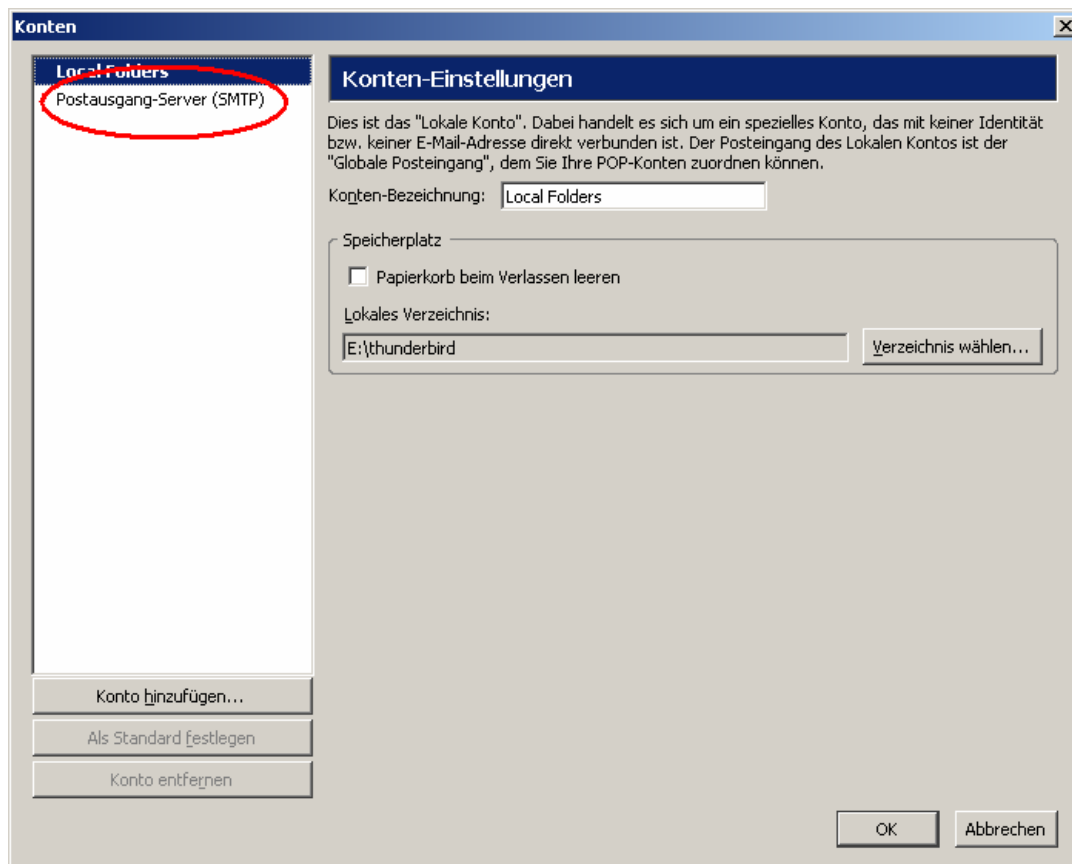 Konten
Local Folders
Postausgang-Server (SMTP)
Konten-Einstellungen
Dies ist das "Lokale Konto". Dabei handelt es sich um ein spezielles Konto, das mit keiner Identität
bzw. keiner E-Mail-Adresse direkt verbunden ist. Der Posteingang des Lokalen Kontos ist der
"Globale Posteingang", dem Sie Ihre POP-Konten zuordnen können.
Konten-Bezeichnung: Local Folders
Speicherplatz
Papierkorb beim Verlassen leeren
Lokales Verzeichnis:
E:\thunderbird
Verzeichnis wählen...
Konto hinzufügen...
Als Standard festlegen
Konto entfernen
OK
Abbrechen